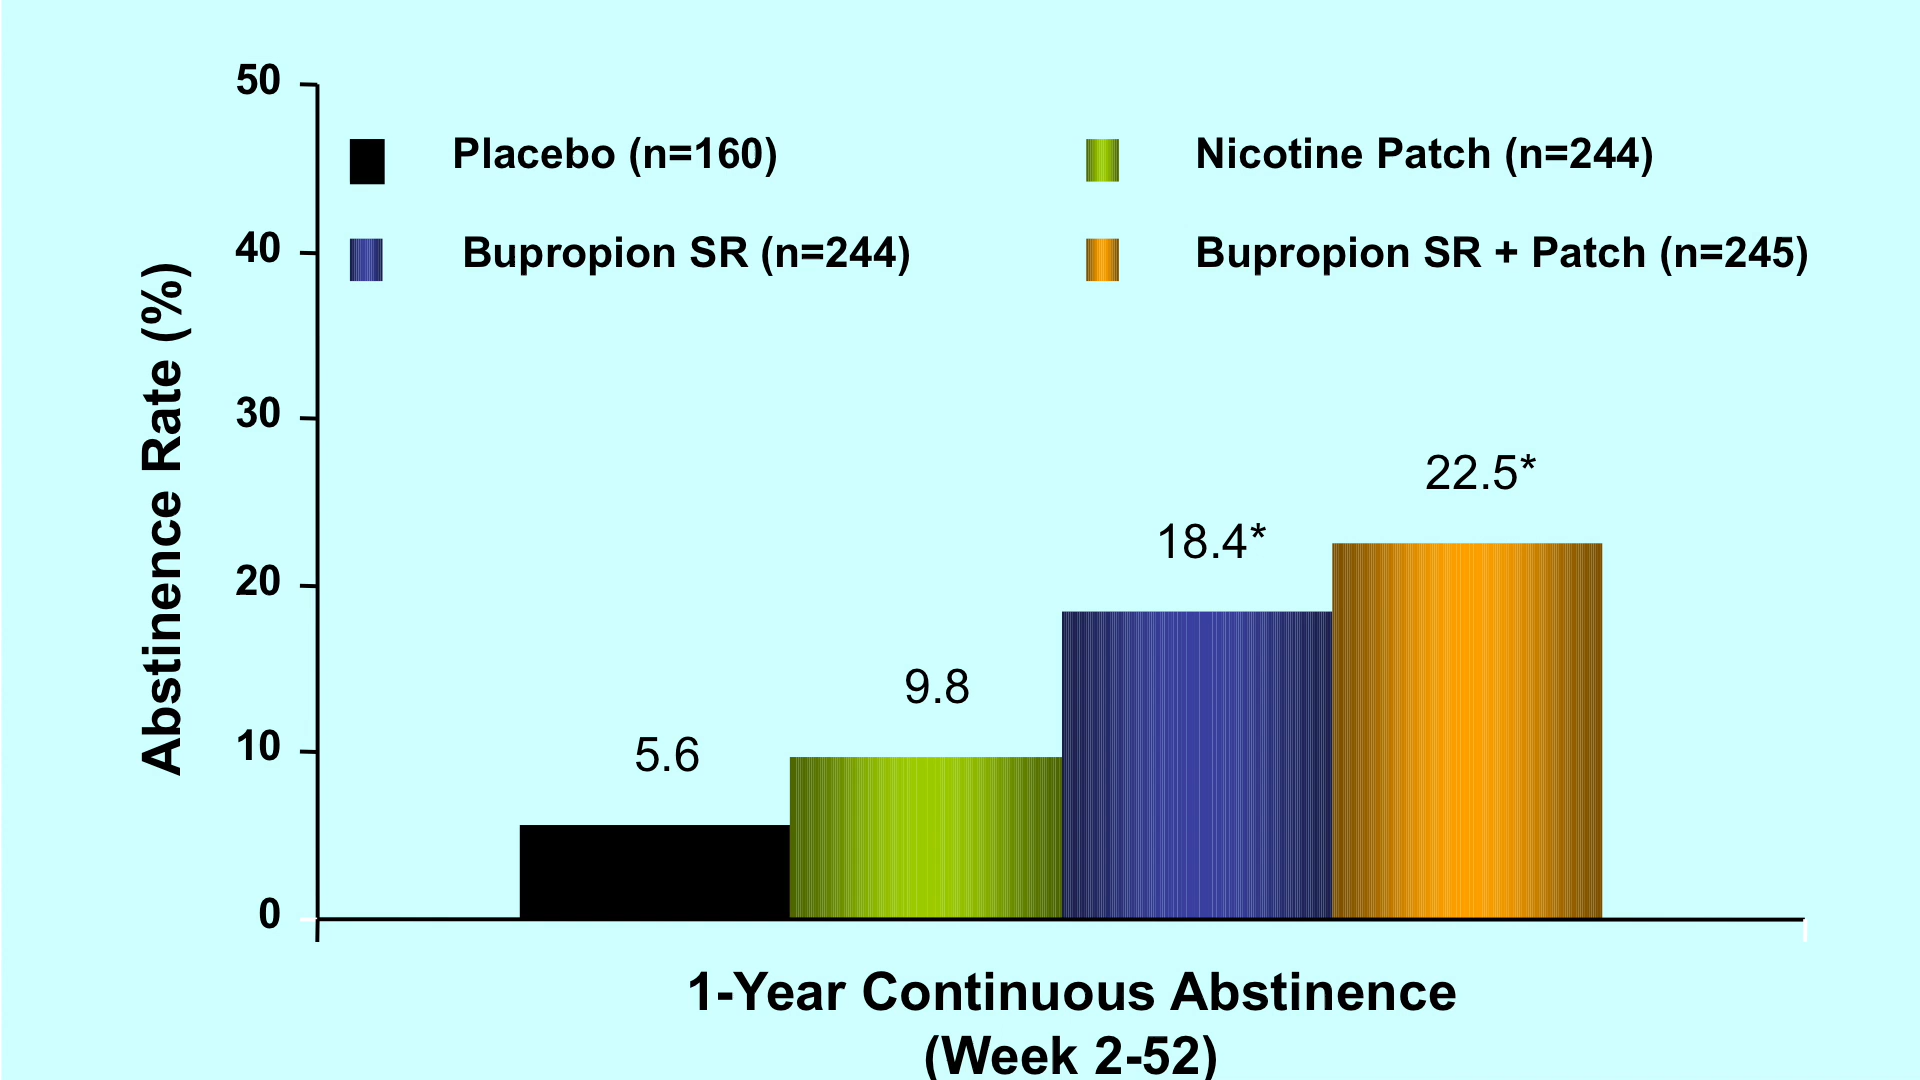 50
Placebo (n=160)
Nicotine Patch (n=244)
40
Bupropion SR (n=244)
Bupropion SR + Patch (n=245)
Abstinence Rate (%)
30
22.5*
18.4*
20
9.8
10
5.6
0
1-Year Continuous Abstinence
(Week 2-52)